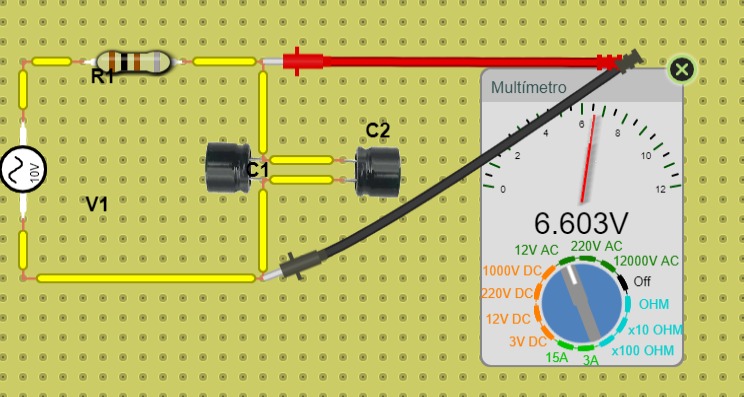 R1
10V
V1
C1
C2
Multímetro
0
2
4
6
8
10
12
6.603V
12V AC
220V AC
12000V AC
1000V DC
Off
220V DC
OHM
12V DC
x10 OHM
3V DC
x100 OHM
15A
3A